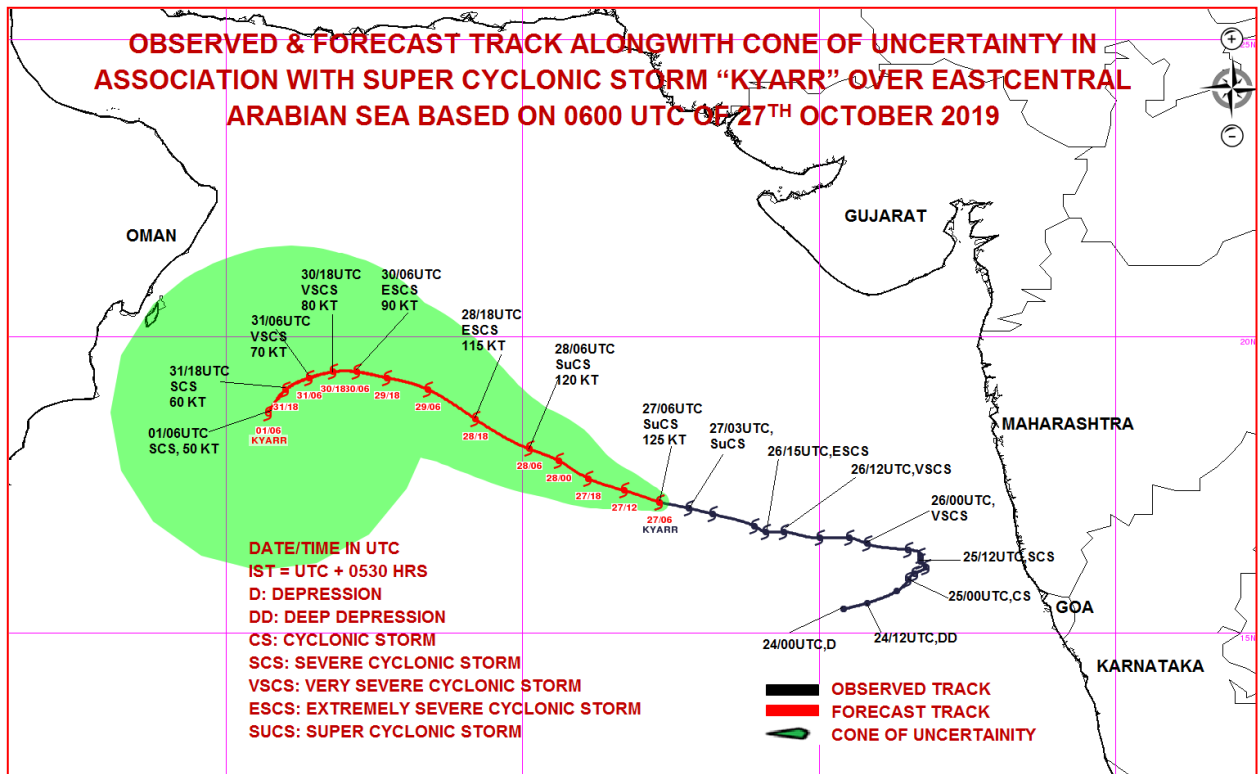 OBSERVED & FORECAST TRACK ALONGWITH CONE OF UNCERTAINTY IN
ASSOCIATION WITH SUPER CYCLONIC STORM “KYARR” OVER EAST CENTRAL
ARABIAN SEA BASED ON 0600 UTC OF 27TH OCTOBER 2019
25N
OMAN
GUJARAT
30/18UTC
VSCS
80 KT
30/06UTC
ESCS
90 KT
28/18UTC
ESCS
115 KT
31/06UTC
VSCS
70 KT
20N
28/06UTC
SuCS
120 KT
31/18UTC
SCS
60 KT
01/06UTC
SCS, 50 KT
01/06
KYARR
31/18
31/06
30/18
30/06
29/18
29/06
28/18
28/06
28/00
27/18
27/12
27/06
KYARR
27/06UTC
SuCS
125 KT
27/03UTC,
SuCS
26/15UTC,ESCS
26/12UTC,VSCS
26/00UTC,
VSCS
25/12UTC,SCS
25/00UTC,CS
24/12UTC,DD
24/00UTC,D
MAHARASHTRA
GOA
15N
KARNATAKA
DATE/TIME IN UTC
IST = UTC + 0530 HRS
D: DEPRESSION
DD: DEEP DEPRESSION
CS: CYCLONIC STORM
SCS: SEVERE CYCLONIC STORM
VSCS: VERY SEVERE CYCLONIC STORM
ESCS: EXTREMELY SEVERE CYCLONIC STORM
SUCS: SUPER CYCLONIC STORM
OBSERVED TRACK
FORECAST TRACK
CONE OF UNCERTAINITY